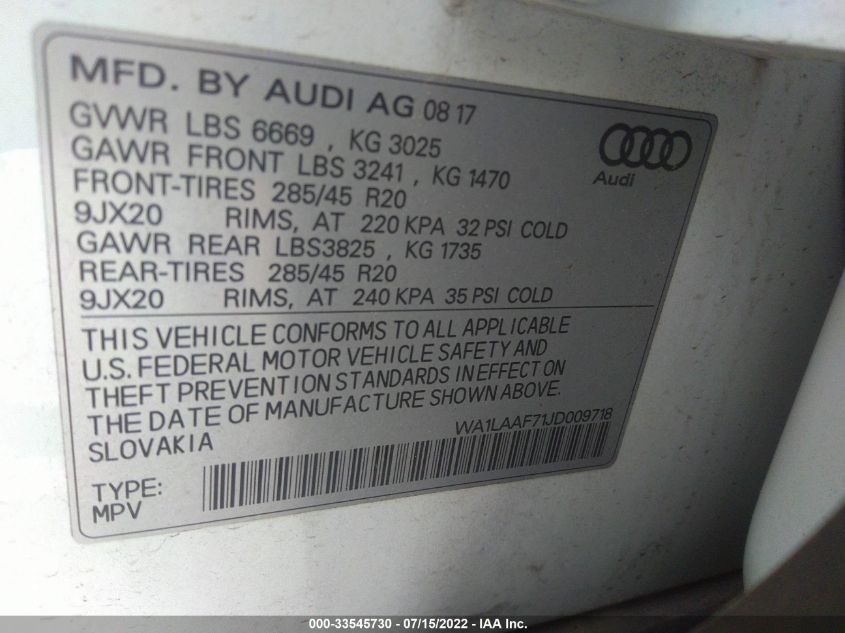 MFD. BY AUDI AG 08 17
GVWR LBS 6669 , KG 3025
GAWR FRONT LBS 3241 , KG 1470
FRONT-TIRES 285/45 R20
9JX20 RIMS, AT 220 KPA 32 PSI COLD
GAWR REAR LBS3825 , KG 1735
REAR-TIRES 285/45 R20
9JX20 RIMS, AT 240 KPA 35 PSI COLD
Audi
THIS VEHICLE CONFORMS TO ALL APPLICABLE
U.S. FEDERAL MOTOR VEHICLE SAFETY AND
THEFT PREVENTION STANDARDS IN EFFECT ON
THE DATE OF MANUFACTURE SHOWN ABOVE.
SLOVAKIA
WA1LAAF71JD009718
TYPE:
MPV
000-33545730 - 07/15/2022 - IAA Inc.